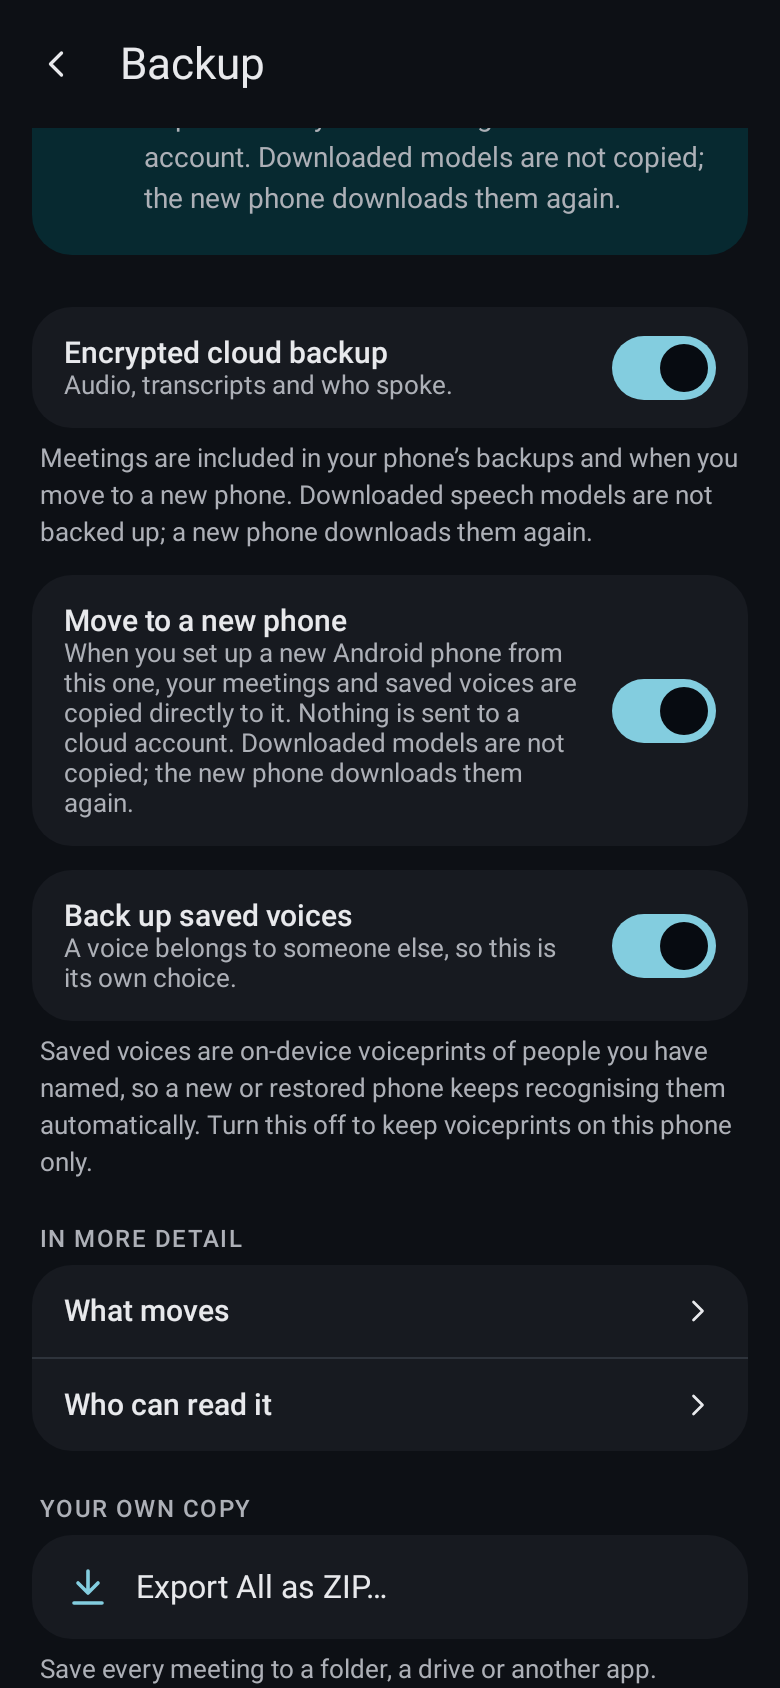 Backup
account. Downloaded models are not copied;
the new phone downloads them again.
Encrypted cloud backup
Audio, transcripts and who spoke.
Meetings are included in your phone’s backups and when you
move to a new phone. Downloaded speech models are not
backed up; a new phone downloads them again.
Move to a new phone
When you set up a new Android phone from
this one, your meetings and saved voices are
copied directly to it. Nothing is sent to a
cloud account. Downloaded models are not
copied; the new phone downloads them
again.
Back up saved voices
A voice belongs to someone else, so this is
its own choice.
Saved voices are on-device voiceprints of people you have
named, so a new or restored phone keeps recognising them
automatically. Turn this off to keep voiceprints on this phone
only.
IN MORE DETAIL
What moves
Who can read it
YOUR OWN COPY
Export All as ZIP…
Save every meeting to a folder, a drive or another app.